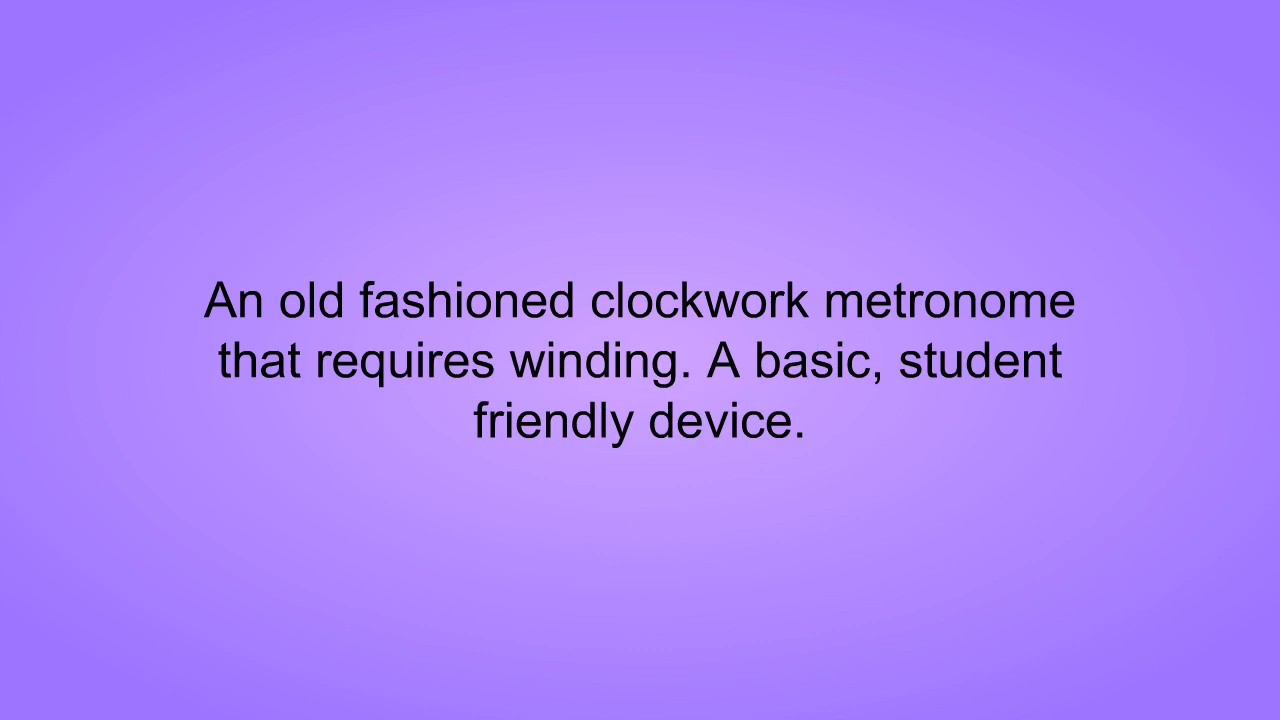 An old fashioned clockwork metronome
that requires winding. A basic, student
friendly device.